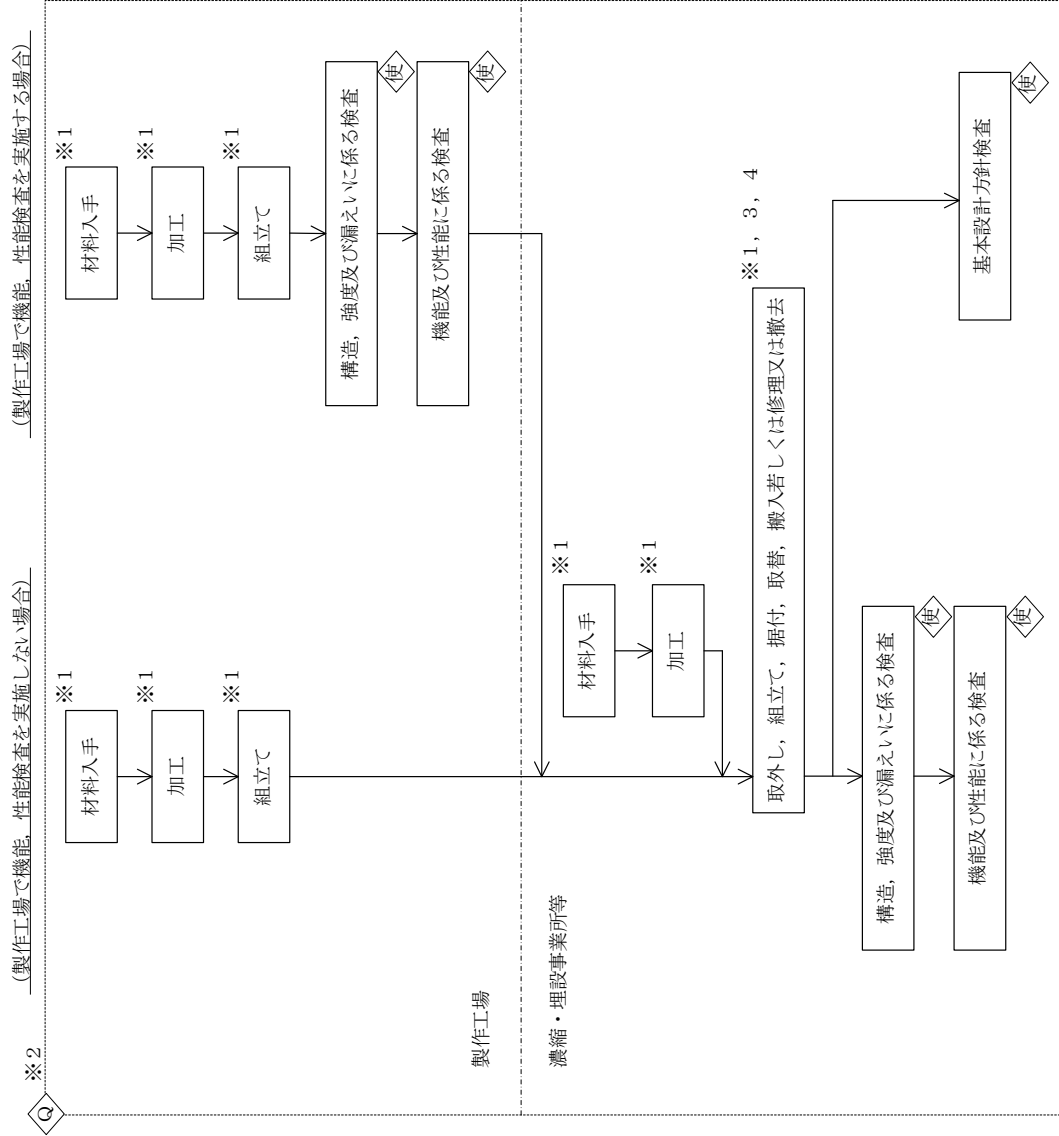 ※2
Q
（製作工場で機能，性能検査を実施しない場合）
※1
材料入手
※1
加工
※1
組立て
（製作工場で機能，性能検査を実施する場合）
※1
材料入手
※1
加工
※1
組立て
構造，強度及び漏えいに係る検査
使
機能及び性能に係る検査
使
製作工場
濃縮・埋設事業所等
※1
材料入手
※1
加工
※1，3，4
取外し，組立て，据付，取替，搬入若しくは修理又は撤去
構造，強度及び漏えいに係る検査
使
機能及び性能に係る検査
使
基本設計方針検査
使